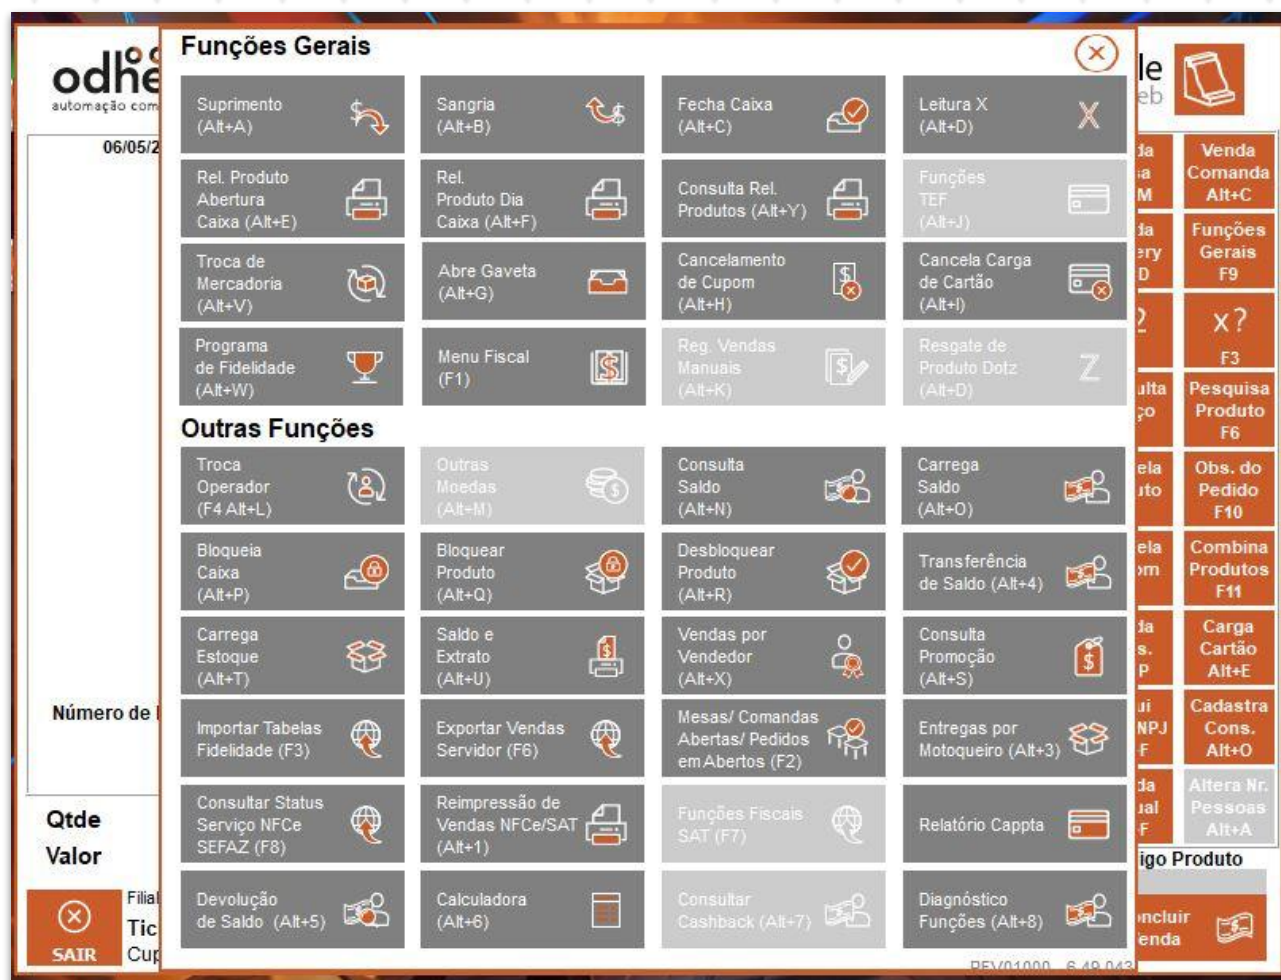 Funções Gerais
automação com
Suprimento
(Alt+A)
Sangria
(Alt+B)
Fecha Caixa
(Alt+C)
Leitura X
(Alt+D)
X
Rel. Produto
Abertura
Caixa (Alt+E)
Rel.
Produto Dia
Caixa (Alt+F)
Consulta Rel.
Produtos (Alt+Y)
Funções
TEF
(Alt+J)
Troca de
Mercadoria
(Alt+V)
Abre Gaveta
(Alt+G)
Cancelamento
de Cupom
(Alt+H)
Cancela Carga
de Cartão
(Alt+I)
Programa
de Fidelidade
(Alt+W)
Menu Fiscal
(F1)
Reg. Vendas
Manuais
(Alt+K)
Resgate de
Produto Dotz
(Alt+D)
Z
Outras Funções
Troca
Operador
(F4 Alt+L)
Outras
Moedas
(Alt+M)
Consulta
Saldo
(Alt+N)
Carrega
Saldo
(Alt+O)
Bloqueia
Caixa
(Alt+P)
Bloquear
Produto
(Alt+Q)
Desbloquear
Produto
(Alt+R)
Transferência
de Saldo (Alt+4)
Carrega
Estoque
(Alt+T)
Saldo e
Extrato
(Alt+U)
Vendas por
Vendedor
(Alt+X)
Consulta
Promoção
(Alt+S)
Importar Tabelas
Fidelidade (F3)
Exportar Vendas
Servidor (F6)
Mesas/ Comandas
Abertas/ Pedidos
em Abertos (F2)
Entregas por
Motoqueiro (Alt+3)
Consultar Status
Serviço NFCe
SEFAZ (F8)
Reimpressão de
Vendas NFCe/SAT
(Alt+1)
Funções Fiscais
SAT (F7)
Relatório Cappta
Devolução
de Saldo (Alt+5)
Calculadora
(Alt+6)
Consultar
Cashback (Alt+7)
Diagnóstico
Funções (Alt+8)
06/05/2
Número de
Qtde
Valor
SAIR
Filial
Tic
Cup
Venda
Comanda
Alt+C
Funções
Gerais
F9
x?
F3
Pesquisa
Produto
F6
Obs. do
Pedido
F10
Combina
Produtos
F11
Carga
Cartão
Alt+E
Cadastra
Cons.
Alt+O
Altera Nr.
Pessoas
Alt+A
igo Produto
oncluir
enda